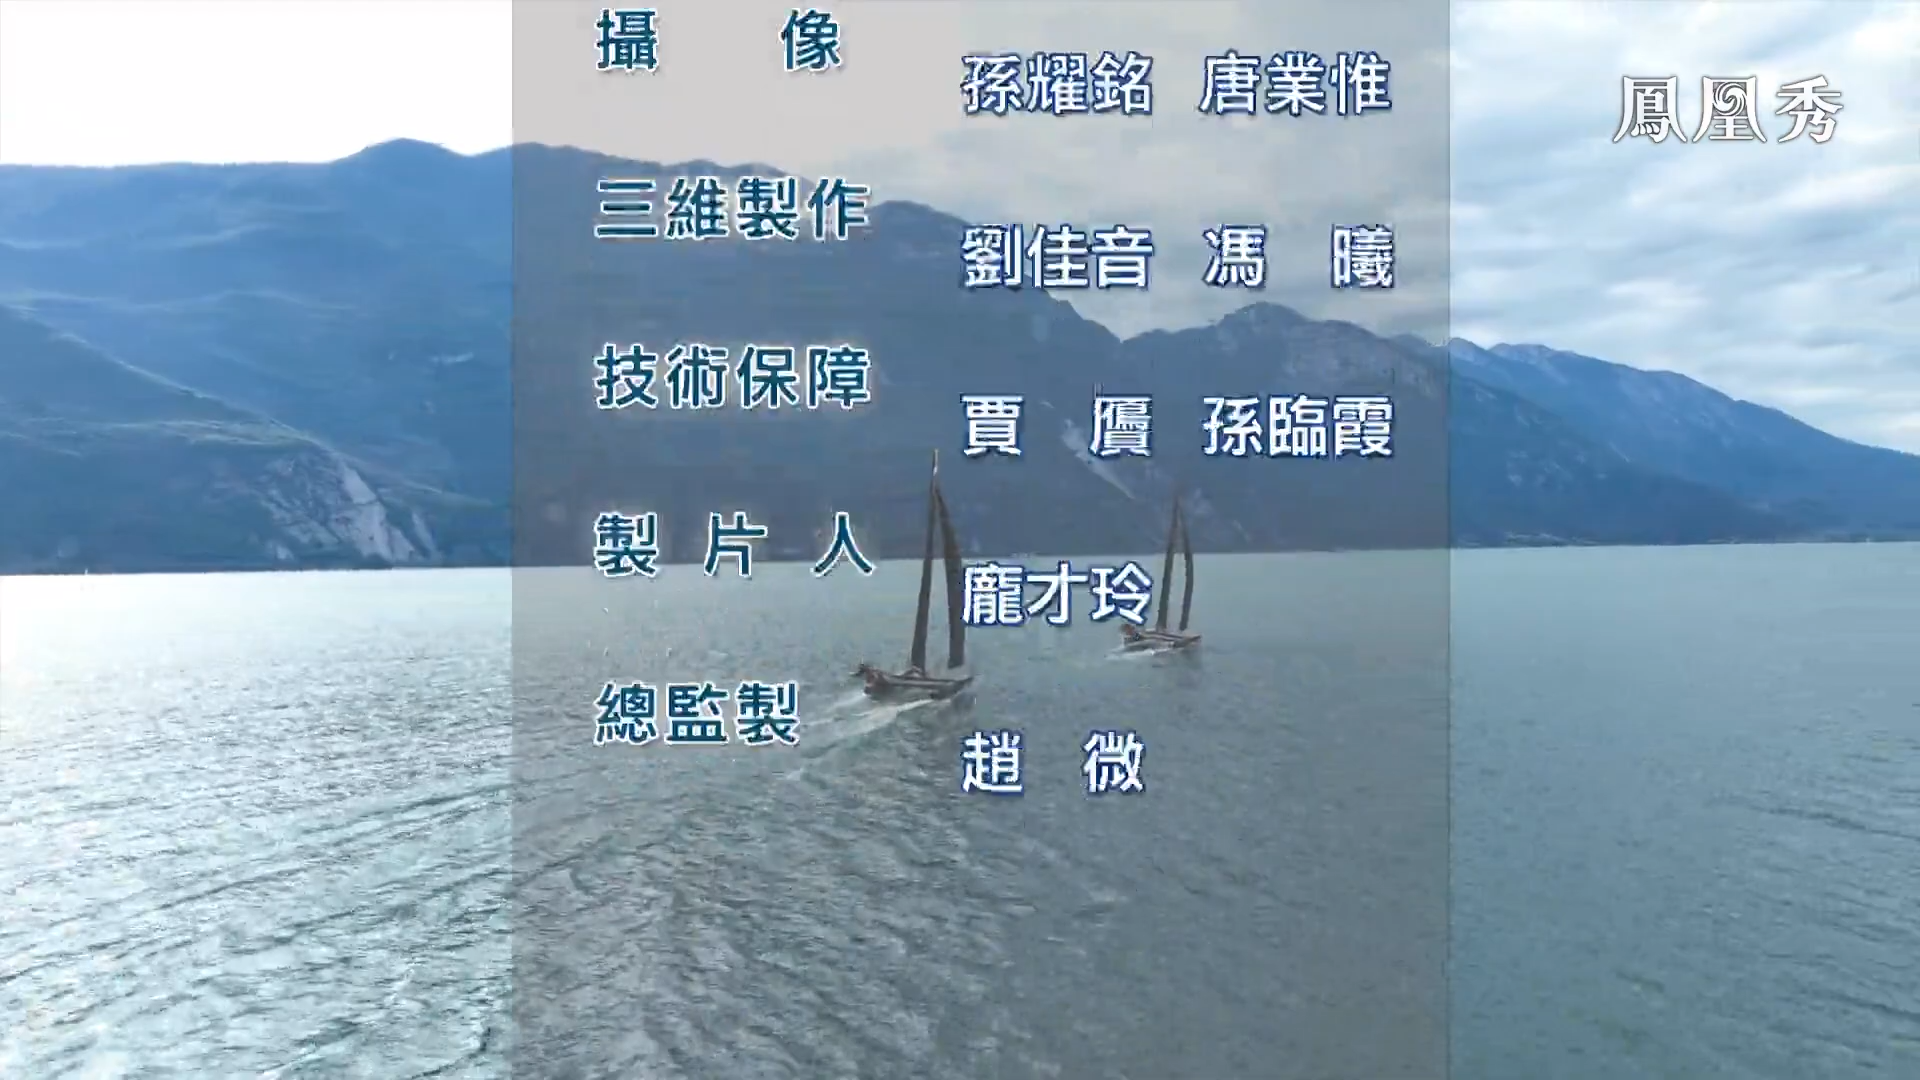 攝 像
孫耀銘 唐業惟
鳳凰秀
三維製作
劉佳音 馮 曦
技術保障
賈 贗 孫臨霞
製 片 人
龐才玲
總監製
趙 微